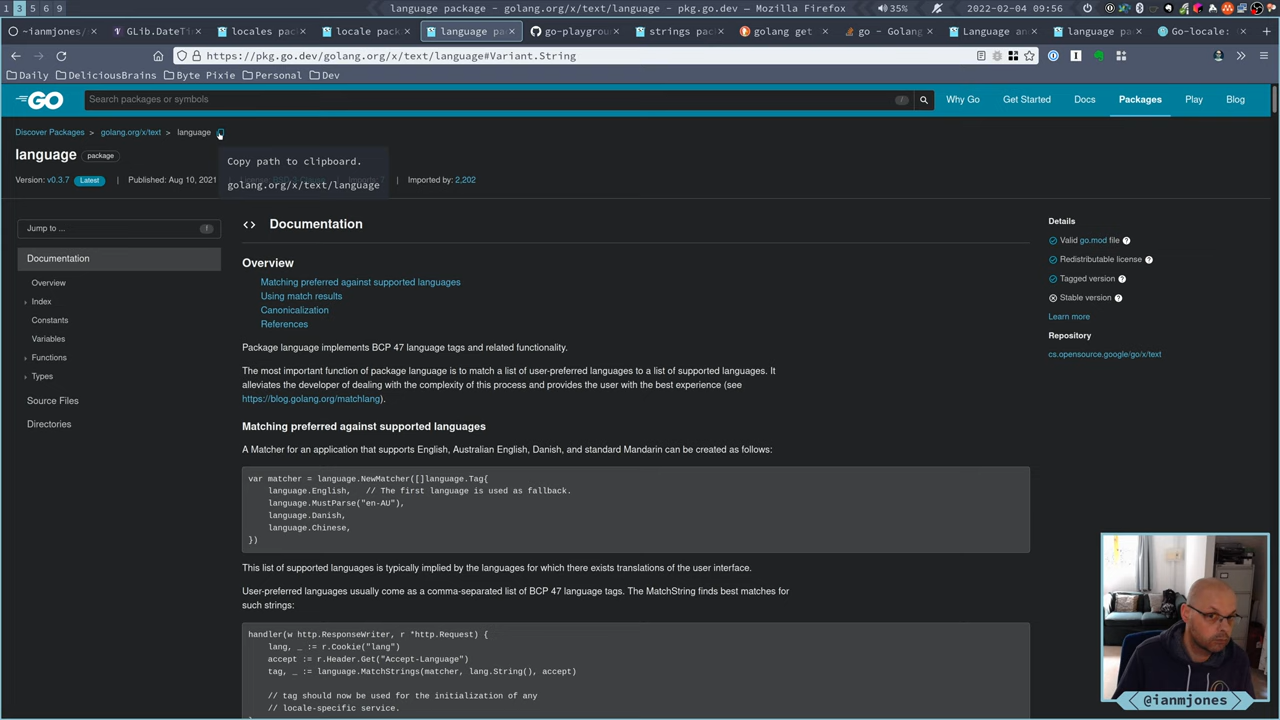 1 3 5 6 9
language package - golang.org/x/text/language - pkg.go.dev — Mozilla Firefox
35%
2022-02-04 09:56
~ianmjones/
GLib.DateTi
locales pac
locale pack
language pa
go-playgrou
strings pack
golang get
go - Golang
Language an
language pa
Go-locale:
https://pkg.go.dev/golang.org/x/text/language#Variant.String
Daily DeliciousBrains Byte Pixie Personal Dev
GO
Search packages or symbols
/
Why Go Get Started Docs Packages Play Blog
Discover Packages > golang.org/x/text > language
language package
Copy path to clipboard.
golang.org/x/text/language
Version: v0.3.7 Latest | Published: Aug 10, 2021 | Imported by: 2,202
Jump to ... f
Documentation
Overview
Index
Constants
Variables
Functions
Types
Source Files
Directories
<> Documentation
Overview
Matching preferred against supported languages
Using match results
Canonicalization
References
Package language implements BCP 47 language tags and related functionality.
The most important function of package language is to match a list of user-preferred languages to a list of supported languages. It
alleviates the developer of dealing with the complexity of this process and provides the user with the best experience (see
https://blog.golang.org/matchlang).
Matching preferred against supported languages
A Matcher for an application that supports English, Australian English, Danish, and standard Mandarin can be created as follows:
var matcher = language.NewMatcher([]language.Tag{
language.English, // The first language is used as fallback.
language.MustParse("en-AU"),
language.Danish,
language.Chinese,
})
This list of supported languages is typically implied by the languages for which there exists translations of the user interface.
User-preferred languages usually come as a comma-separated list of BCP 47 language tags. The MatchString finds best matches for
such strings:
handler(w http.ResponseWriter, r *http.Request) {
lang, _ := r.Cookie("lang")
accept := r.Header.Get("Accept-Language")
tag, _ := language.MatchStrings(matcher, lang.String(), accept)
// tag should now be used for the initialization of any
// locale-specific service.
Details
Valid go.mod file ?
Redistributable license ?
Tagged version ?
Stable version ?
Learn more
Repository
cs.opensource.google/go/x/text
@ianmjones